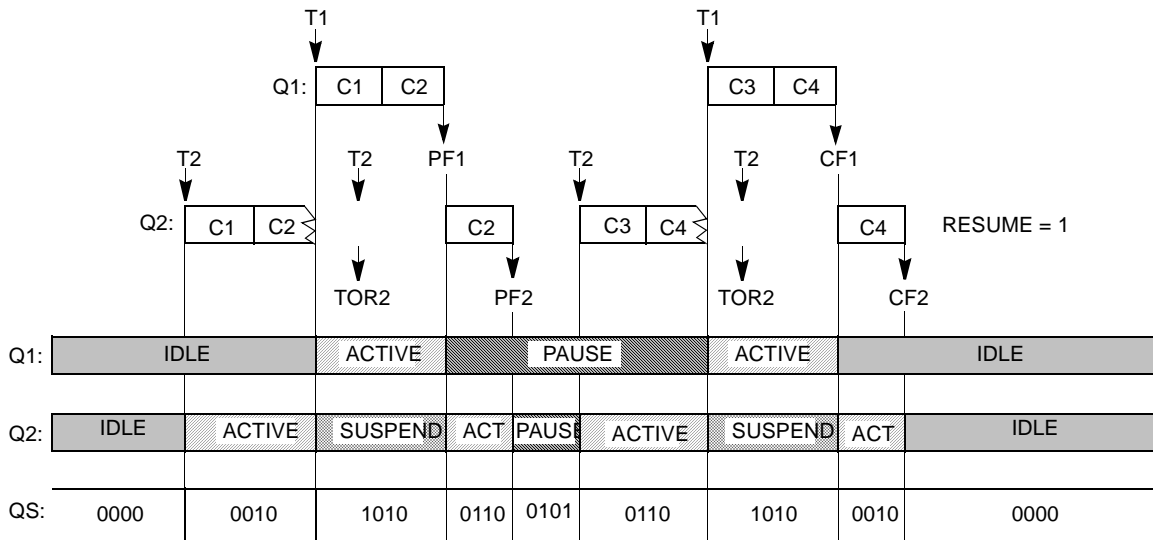 T1 T1
Q1: C1 C2 C3 C4
T2 T2 PF1 T2 T2 CF1
Q2: C1 C2 C2 C3 C4 C4 RESUME = 1
TOR2 PF2 TOR2 CF2
Q1: IDLE ACTIVE PAUSE ACTIVE IDLE
Q2: IDLE ACTIVE SUSPEND ACT PAUSE ACTIVE SUSPEND ACT IDLE
QS: 0000 0010 1010 0110 0101 0110 1010 0010 0000